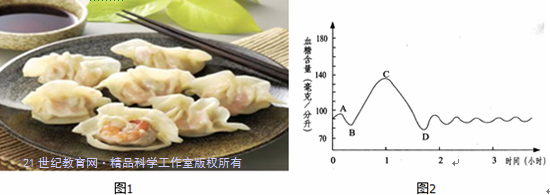 21世纪教育网·精品科学工作室版权所有
图1
血糖含量（毫克/分升）
180
140
100
70
A
B
C
D
0
1
2
3
时间（小时）
图2